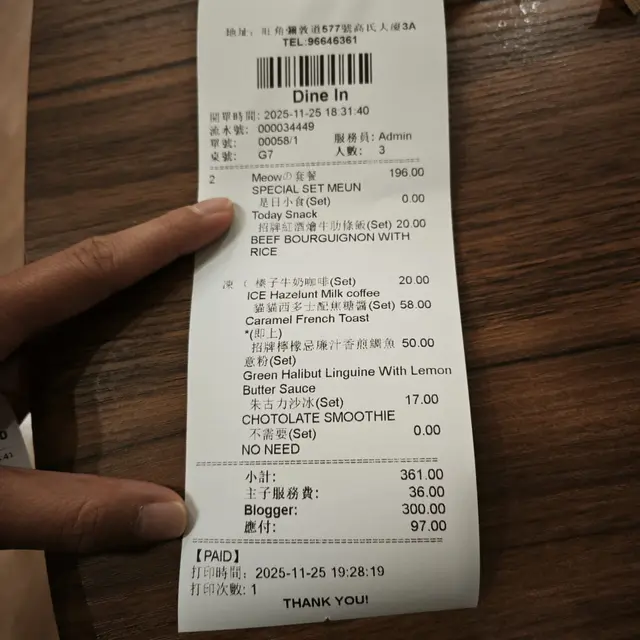 地址: 旺角彌敦道577號高氏大廈3A
TEL:96646361
Dine In
開單時間: 2025-11-25 18:31:40
流水號: 000034449
單號: 00058/1 服務員: Admin
桌號: G7 人數: 3
2 Meowの套餐 196.00
SPECIAL SET MEUN
是日小食(Set) 0.00
Today Snack
招牌紅酒燴牛肋條飯(Set) 20.00
BEEF BOURGUIGNON WITH
RICE
凍 ( 榛子牛奶咖啡(Set) 20.00
ICE Hazelunt Milk coffee
貓貓西多士配焦糖醬(Set) 58.00
Caramel French Toast
*(即上)
招牌檸檬忌廉汁香煎鯛魚 50.00
意粉(Set)
Green Halibut Linguine With Lemon
Butter Sauce
朱古力沙冰(Set) 17.00
CHOTOLATE SMOOTHIE
不需要(Set) 0.00
NO NEED
小計: 361.00
主子服務費: 36.00
Blogger: 300.00
應付: 97.00
【PAID】
打印時間: 2025-11-25 19:28:19
打印次數: 1
THANK YOU!